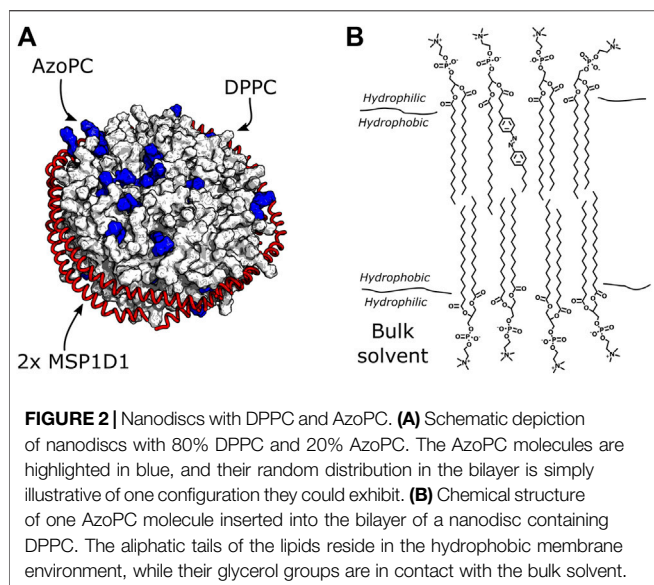 A
AzoPC
DPPC
2x MSP1D1
B
Hydrophilic
Hydrophobic
Hydrophobic
Hydrophilic
Bulk
solvent
FIGURE 2 | Nanodiscs with DPPC and AzoPC. (A) Schematic depiction
of nanodiscs with 80% DPPC and 20% AzoPC. The AzoPC molecules are
highlighted in blue, and their random distribution in the bilayer is simply
illustrative of one configuration they could exhibit. (B) Chemical structure
of one AzoPC molecule inserted into the bilayer of a nanodisc containing
DPPC. The aliphatic tails of the lipids reside in the hydrophobic membrane
environment, while their glycerol groups are in contact with the bulk solvent.